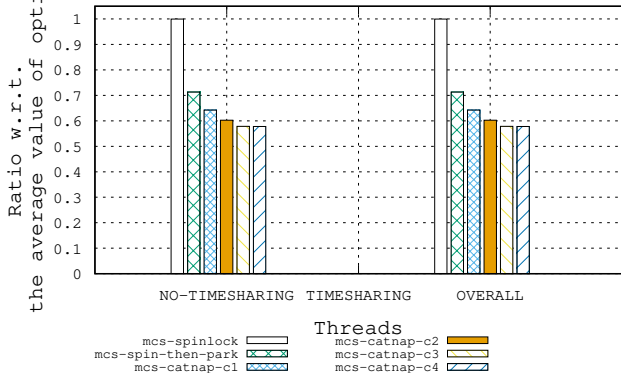 Ratio w.r.t.
the average value of
1
0.9
0.8
0.7
0.6
0.5
0.4
0.3
0.2
0.1
0
NO-TIMESHARING TIMESHARING OVERALL
Threads
mcs-spinlock mcs-catnap-c2
mcs-spin-then-park mcs-catnap-c3
mcs-catnap-c1 mcs-catnap-c4